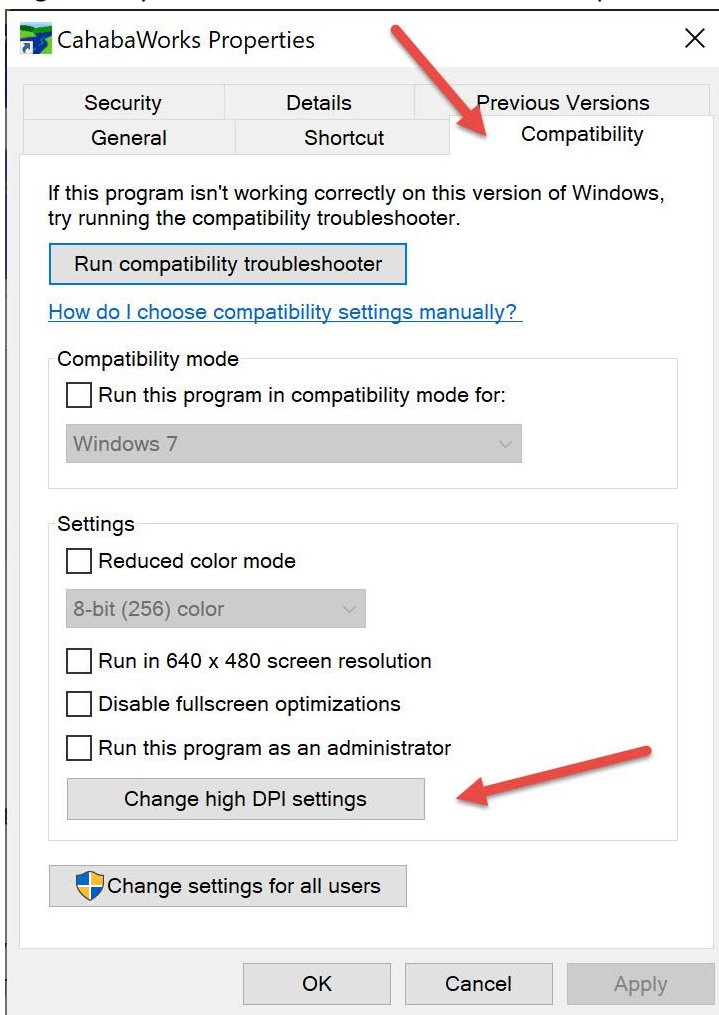 CahabaWorks Properties
Security Details Previous Versions
General Shortcut Compatibility
If this program isn't working correctly on this version of Windows,
try running the compatibility troubleshooter.
Run compatibility troubleshooter
How do I choose compatibility settings manually?
Compatibility mode
Run this program in compatibility mode for:
Windows 7
Settings
Reduced color mode
8-bit (256) color
Run in 640 x 480 screen resolution
Disable fullscreen optimizations
Run this program as an administrator
Change high DPI settings
Change settings for all users
OK Cancel Apply